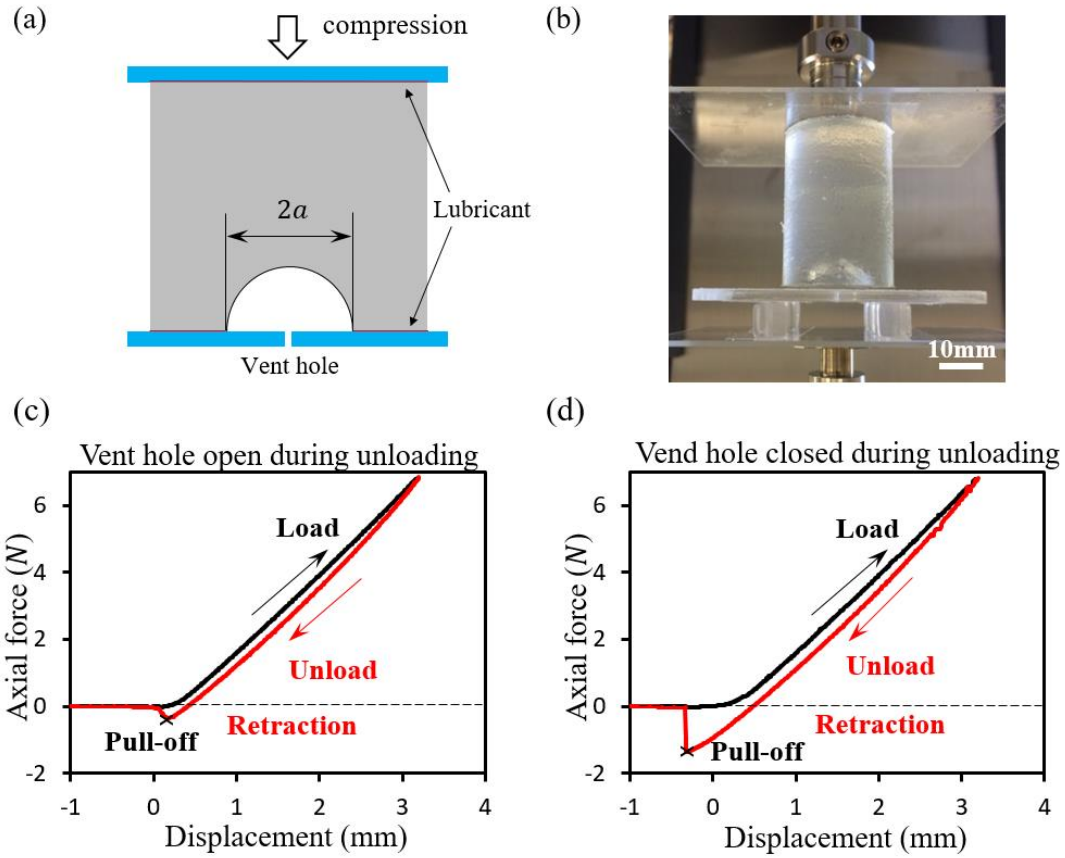 (a)
compression
2a
Lubricant
Vent hole
(b)
10mm
(c)
Vent hole open during unloading
Axial force (N)
6
4
2
0
-2
Load
Unload
Retraction
Pull-off
-1 0 1 2 3 4
Displacement (mm)
(d)
Vend hole closed during unloading
Axial force (N)
6
4
2
0
-2
Load
Unload
Retraction
Pull-off
-1 0 1 2 3 4
Displacement (mm)